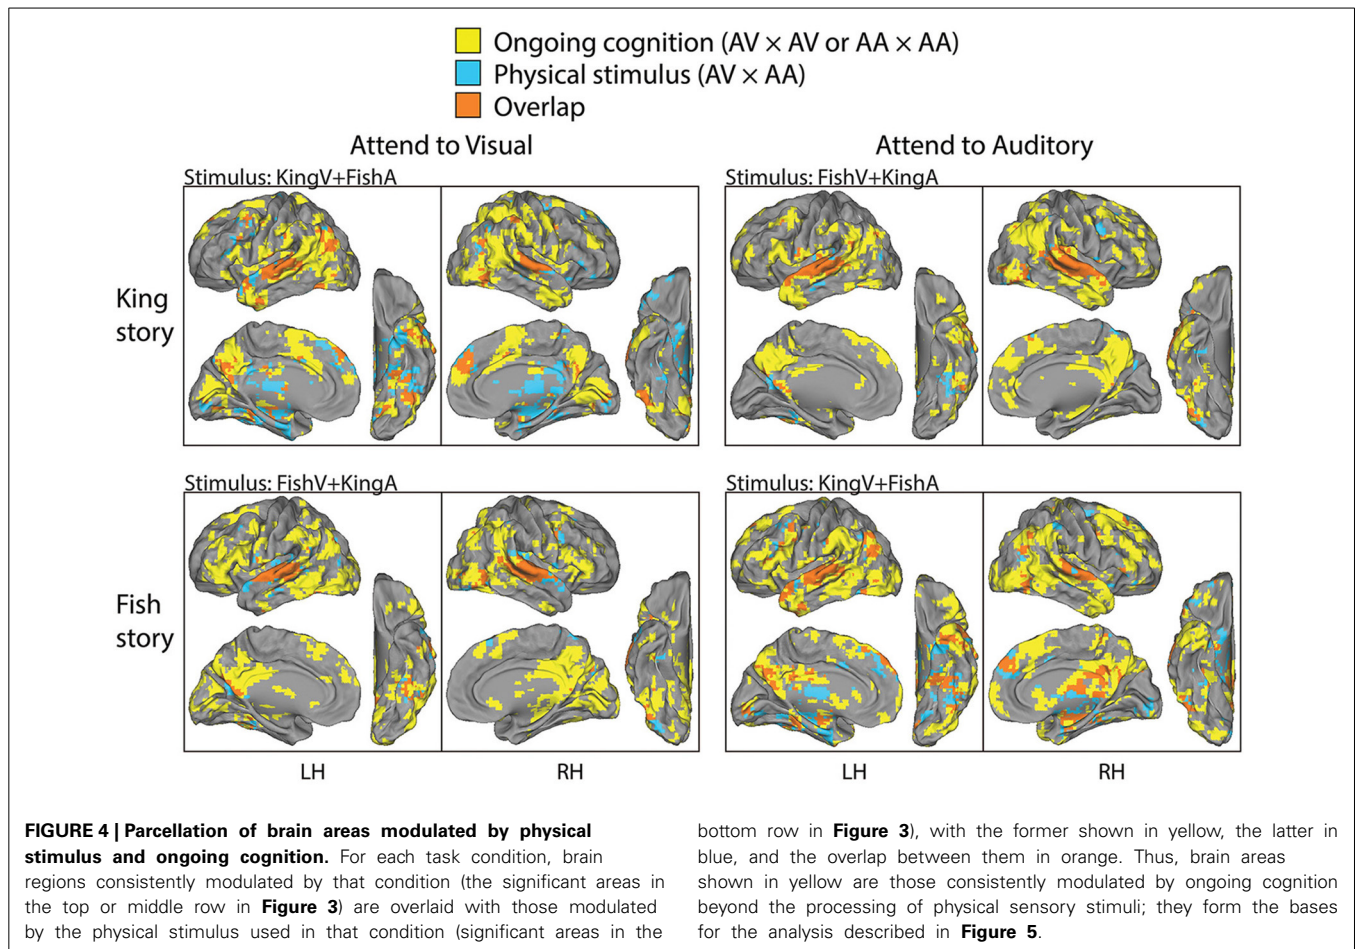 Ongoing cognition (AV × AV or AA × AA)
Physical stimulus (AV × AA)
Overlap
Attend to Visual
Attend to Auditory
Stimulus: KingV+FishA
Stimulus: FishV+KingA
King
story
Stimulus: FishV+KingA
Stimulus: KingV+FishA
Fish
story
LH
RH
LH
RH
FIGURE 4 | Parcellation of brain areas modulated by physical
stimulus and ongoing cognition. For each task condition, brain
regions consistently modulated by that condition (the significant areas in
the top or middle row in Figure 3) are overlaid with those modulated
by the physical stimulus used in that condition (significant areas in the
bottom row in Figure 3), with the former shown in yellow, the latter in
blue, and the overlap between them in orange. Thus, brain areas
shown in yellow are those consistently modulated by ongoing cognition
beyond the processing of physical sensory stimuli; they form the bases
for the analysis described in Figure 5.